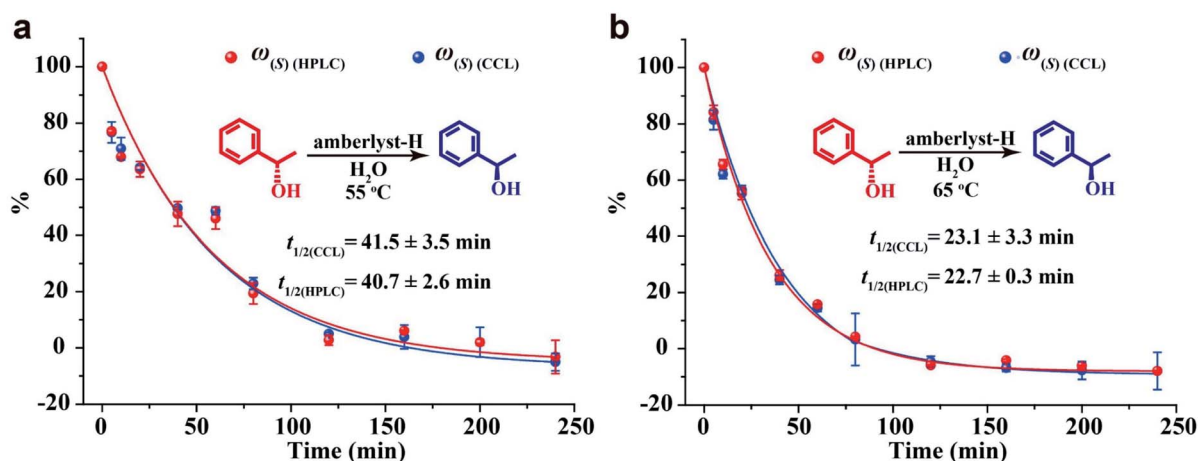 a
ω(S) (HPLC) ω(S) (CCL)
100
80
60
40
20
0
-20
%
amberlyst-H
H2O
55 °C
OH
OH
t1/2(CCL)= 41.5 ± 3.5 min
t1/2(HPLC)= 40.7 ± 2.6 min
0 50 100 150 200 250
Time (min)
b
ω(S) (HPLC) ω(S) (CCL)
100
80
60
40
20
0
-20
%
amberlyst-H
H2O
65 °C
OH
OH
t1/2(CCL)= 23.1 ± 3.3 min
t1/2(HPLC)= 22.7 ± 0.3 min
0 50 100 150 200 250
Time (min)